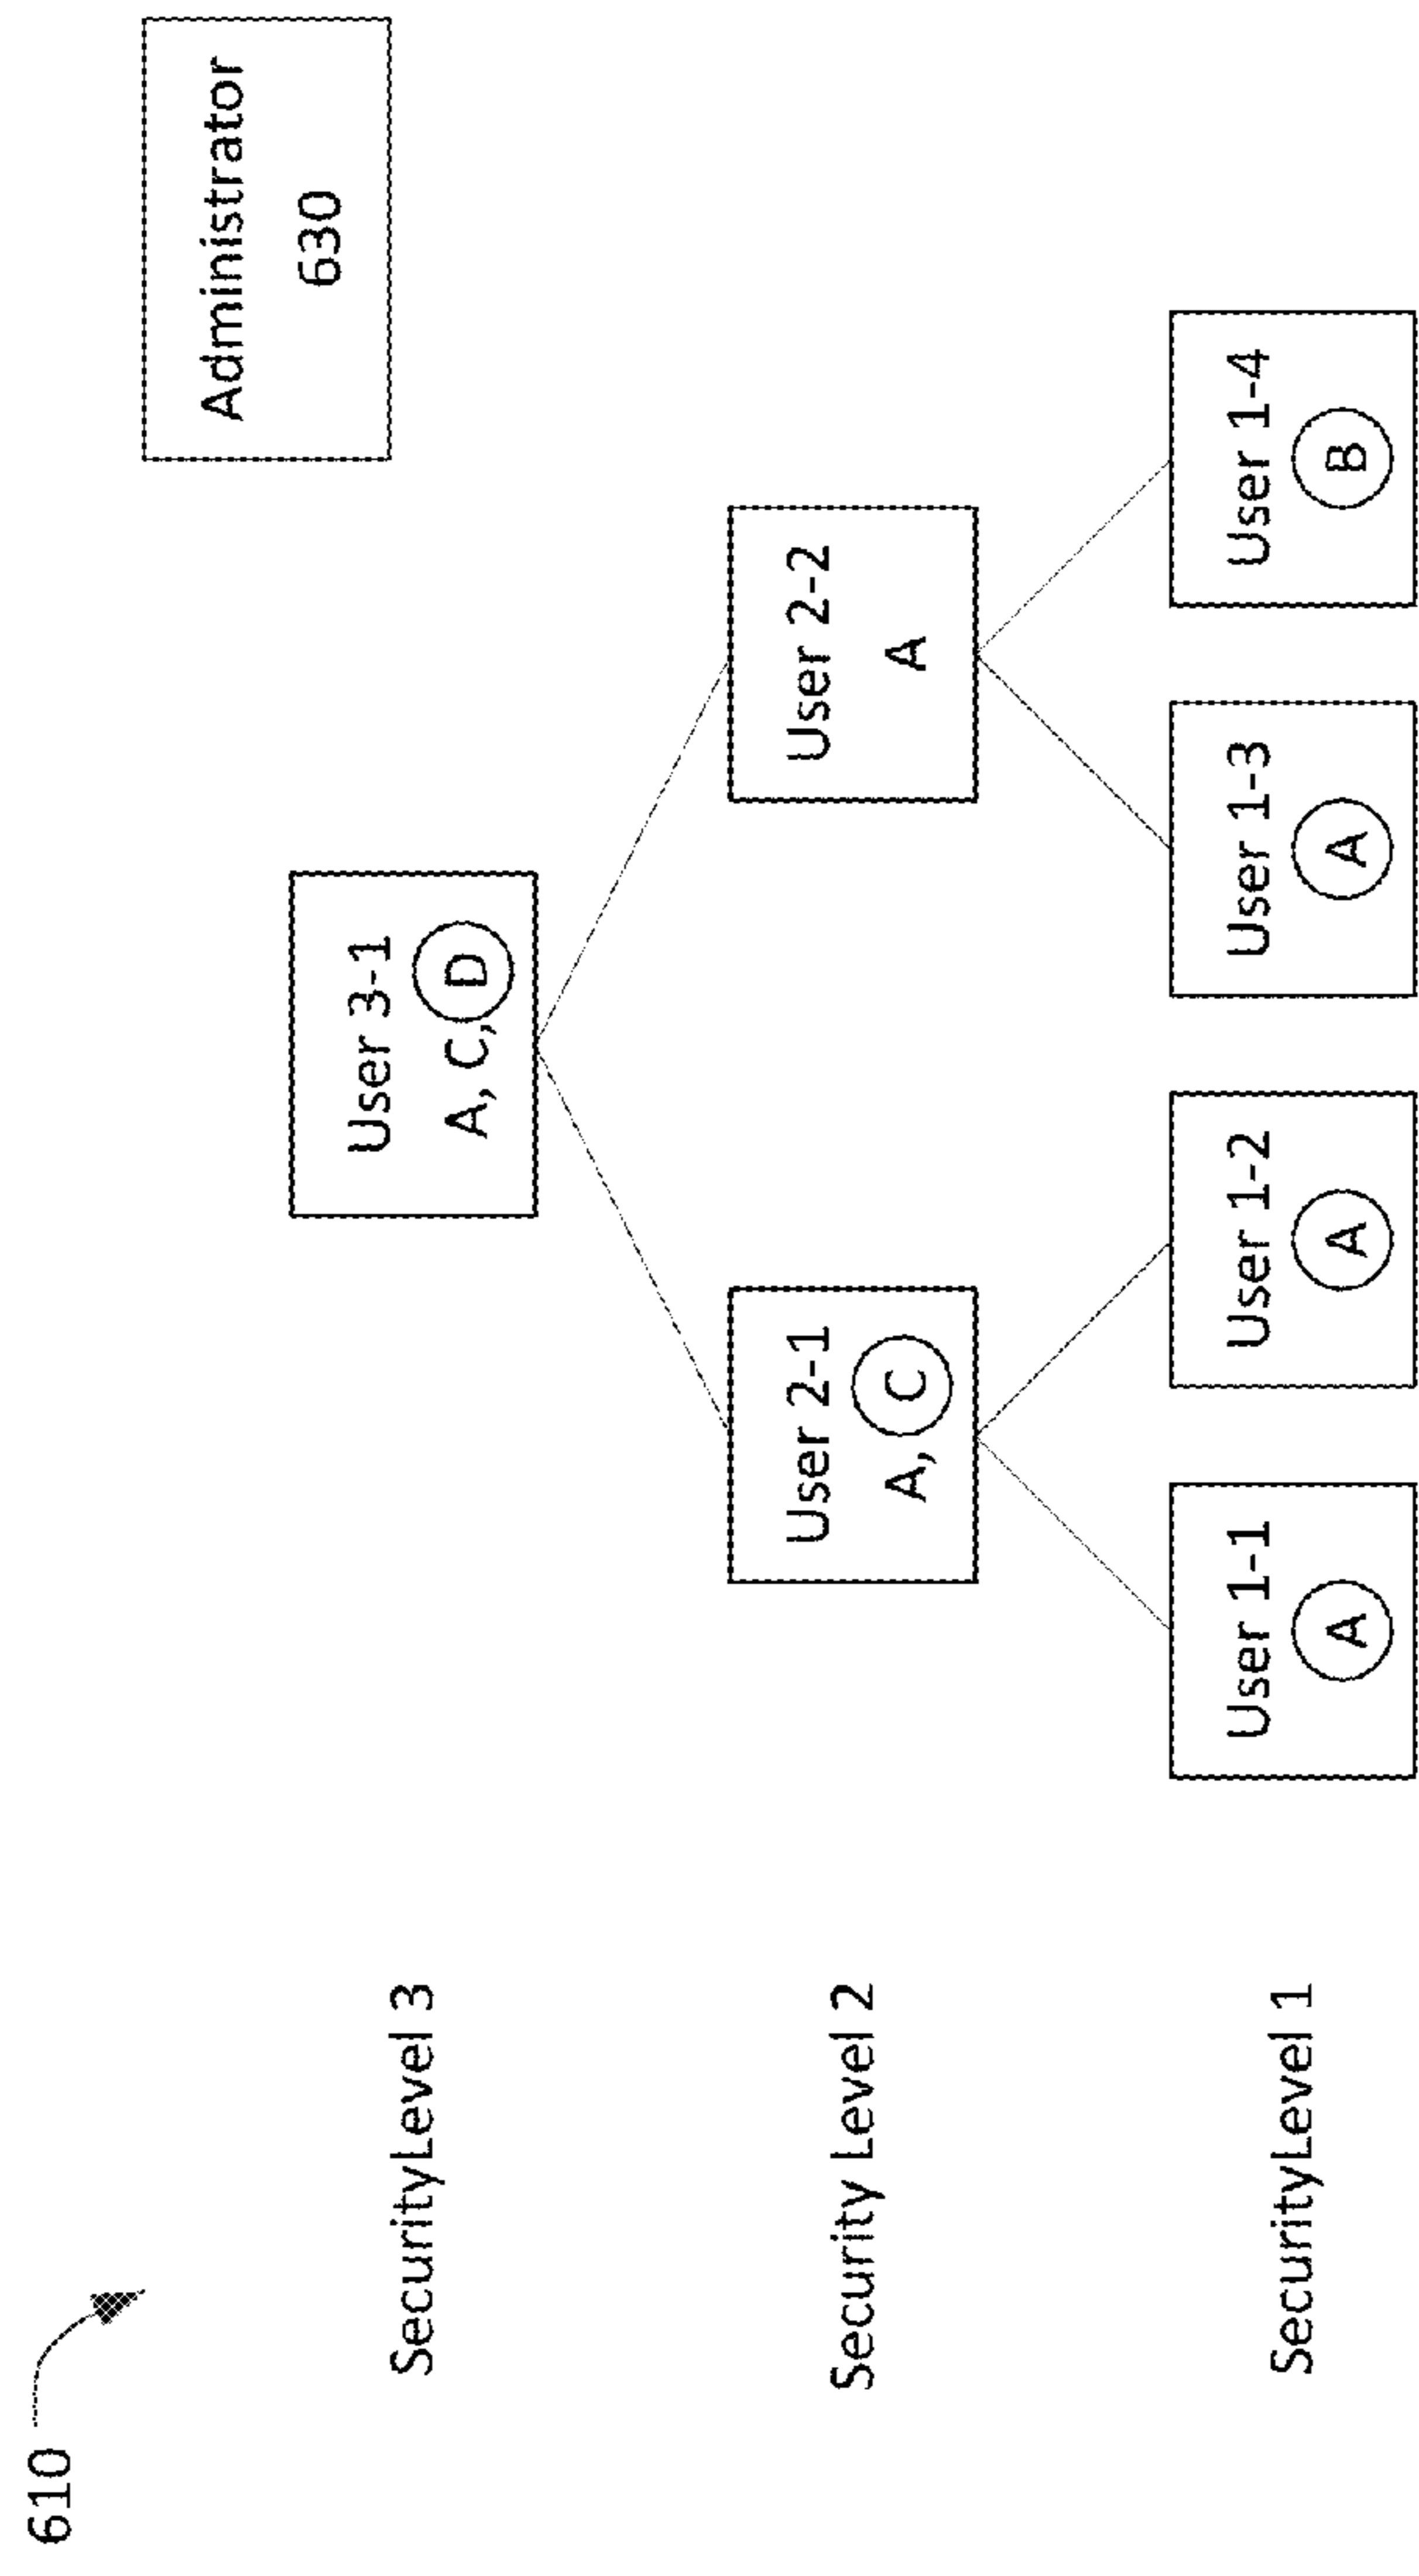 610
Administrator
630
SecurityLevel 3
User 3-1
A, C, D
Security Level 2
User 2-1
A, C
User 2-2
A
SecurityLevel 1
User 1-1
A
User 1-2
A
User 1-3
A
User 1-4
B